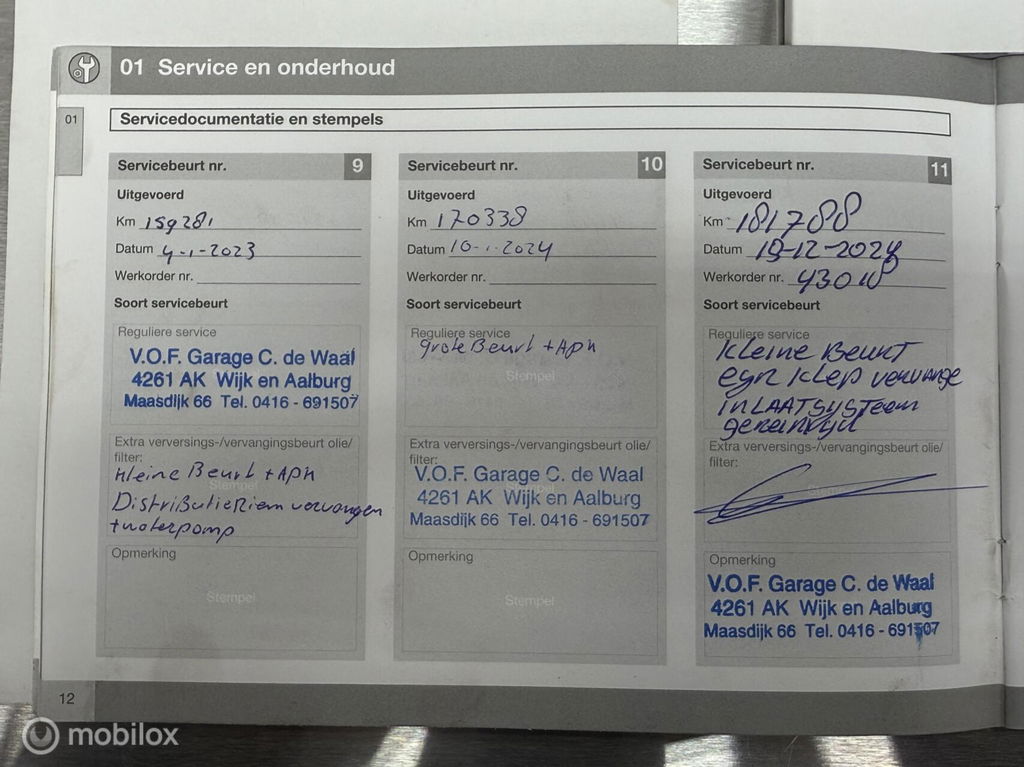 01 Service en onderhoud
01
Servicedocumentatie en stempels
Servicebeurt nr. 9
Uitgevoerd
Km 159281
Datum 4-1-2023
Werkorder nr.
Soort servicebeurt
Reguliere service
V.O.F. Garage C. de Waal
4261 AK Wijk en Aalburg
Maasdijk 66 Tel. 0416 - 691507
Extra verversings-/vervangingsbeurt olie/
filter:
Kleine Beurt + APK
Distributieriem vervangen
+ waterpomp
Opmerking
Stempel
Servicebeurt nr. 10
Uitgevoerd
Km 170338
Datum 10-1-2024
Werkorder nr.
Soort servicebeurt
Reguliere service
grote Beurt + APK
Stempel
Extra verversings-/vervangingsbeurt olie/
filter:
V.O.F. Garage C. de Waal
4261 AK Wijk en Aalburg
Maasdijk 66 Tel. 0416 - 691507
Opmerking
Stempel
Servicebeurt nr. 11
Uitgevoerd
Km 181788
Datum 19-12-2024
Werkorder nr.
Soort servicebeurt
Reguliere service
Kleine Beurt
egr klep vervange
INLAATSYSTEEM
gereinigd
Extra verversings-/vervangingsbeurt olie/
filter:
Opmerking
V.O.F. Garage C. de Waal
4261 AK Wijk en Aalburg
Maasdijk 66 Tel. 0416 - 691507
12
mobilox